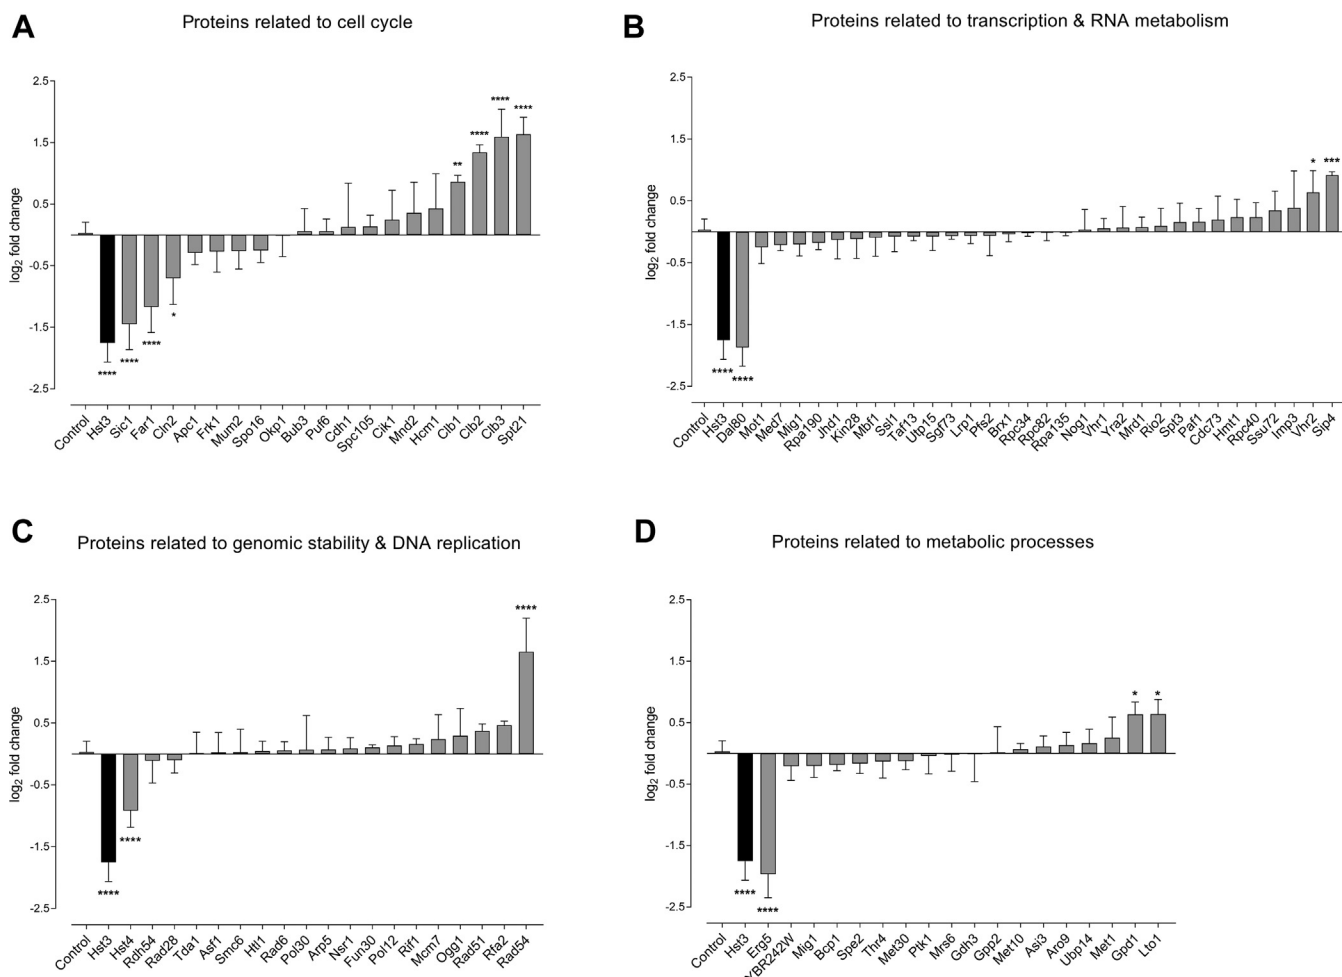 A
Proteins related to cell cycle
2.5
1.5
0.5
-0.5
-1.5
-2.5
log2 fold change
**** **** **** * ** **** **** ****
Control Hst3 Sic1 Far1 Cln2 Apc1 Frk1 Mum2 Spo16 Okp1 Bub3 Puf6 Cdh1 Spc105 Cik1 Mnd2 Hcm1 Clb1 Clb2 Clb3 Spt21
B
Proteins related to transcription & RNA metabolism
2.5
1.5
0.5
-0.5
-1.5
-2.5
log2 fold change
**** **** * ***
Control Hst3 Dal80 Mot1 Med7 Mig1 Rpa190 Jhd1 Kin28 Mbf1 Ssl1 Taf13 Utp15 Sgf73 Lrp1 Pfs2 Brx1 Rpc34 Rpc82 Rpa135 Nog1 Vhr1 Yra2 Mrd1 Rio2 Spt3 Paf1 Cdc73 Hmt1 Rpc40 Ssu72 Imp3 Vhr2 Sip4
C
Proteins related to genomic stability & DNA replication
2.5
1.5
0.5
-0.5
-1.5
-2.5
log2 fold change
**** **** ****
Control Hst3 Hst4 Rdh54 Rad28 Tda1 Asf1 Smc6 Htl1 Rad6 Pol30 Arp5 Nsr1 Fun30 Pol12 Rif1 Mcm7 Ogg1 Rad51 Rfa2 Rad54
D
Proteins related to metabolic processes
2.5
1.5
0.5
-0.5
-1.5
-2.5
log2 fold change
**** **** * *
Control Hst3 Erg5 YBR242W Mig1 Bcp1 Spe2 Thr4 Met30 Ptk1 Mrs6 Gdh3 Gpp2 Met10 Asi3 Aro9 Ubp14 Met1 Gpd1 Lto1